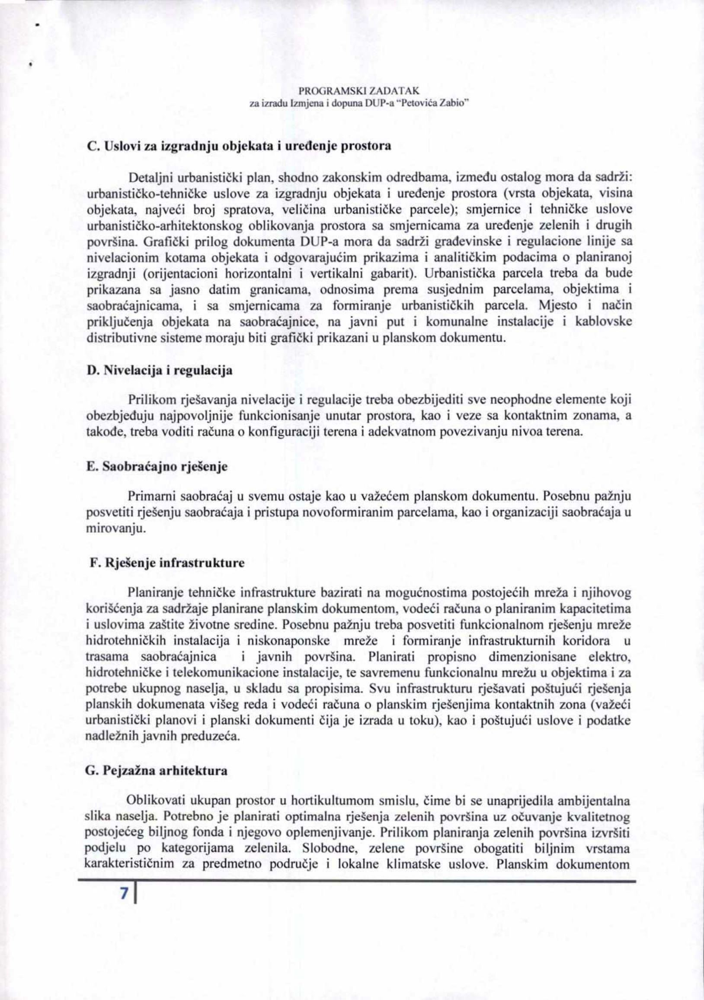 PROGRAMSKI ZADATAK
za izradu Izmjena i dopuna DUP-a “Petovića Zabio”
C. Uslovi za izgradnju objekata i uređenje prostora
Detaljni urbanistički plan, shodno zakonskim odredbama, između ostalog mora da sadrži:
urbanističko-tehničke uslove za izgradnju objekata i uređenje prostora (vrsta objekata, visina
objekata, najveći broj spratova, veličina urbanističke parcele); smjernice i tehničke uslove
urbanističko-arhitektonskog oblikovanja prostora sa smjernicama za uređenje zelenih i drugih
površina. Grafički prilog dokumenta DUP-a mora da sadrži građevinske i regulacione linije sa
nivelacionim kotama objekata i odgovarajućim prikazima i analitičkim podacima o planiranoj
izgradnji (orijentacioni horizontalni i vertikalni gabarit). Urbanistička parcela treba da bude
prikazana sa jasno datim granicama, odnosima prema susjednim parcelama, objektima i
saobraćajnicama, i sa smjernicama za formiranje urbanističkih parcela. Mjesto i način
priključenja objekata na saobraćajnice, na javni put i komunalne instalacije i kablovske
distributivne sisteme moraju biti grafički prikazani u planskom dokumentu.
D. Nivelacija i regulacija
Prilikom rješavanja nivelacije i regulacije treba obezbijediti sve neophodne elemente koji
obezbjeđuju najpovoljnije funkcionisanje unutar prostora, kao i veze sa kontaktnim zonama, a
takođe, treba voditi računa o konfiguraciji terena i adekvatnom povezivanju nivoa terena.
E. Saobraćajno rješenje
Primarni saobraćaj u svemu ostaje kao u važećem planskom dokumentu. Posebnu pažnju
posvetiti rješenju saobraćaja i pristupa novoformiranim parcelama, kao i organizaciji saobraćaja u
mirovanju.
F. Rješenje infrastrukture
Planiranje tehničke infrastrukture bazirati na mogućnostima postojećih mreža i njihovog
korišćenja za sadržaje planirane planskim dokumentom, vodeći računa o planiranim kapacitetima
i uslovima zaštite životne sredine. Posebnu pažnju treba posvetiti funkcionalnom rješenju mreže
hidrotehničkih instalacija i niskonaponske mreže i formiranje infrastrukturnih koridora u
trasama saobraćajnica i javnih površina. Planirati propisno dimenzionisane elektro,
hidrotehničke i telekomunikacione instalacije, te savremenu funkcionalnu mrežu u objektima i za
potrebe ukupnog naselja, u skladu sa propisima. Svu infrastrukturu rješavati poštujući rješenja
planskih dokumenata višeg reda i vodeći računa o planskim rješenjima kontaktnih zona (važeći
urbanistički planovi i planski dokumenti čija je izrada u toku), kao i poštujući uslove i podatke
nadležnih javnih preduzeća.
G. Pejzažna arhitektura
Oblikovati ukupan prostor u hortikultumom smislu, čime bi se unaprijedila ambijentalna
slika naselja. Potrebno je planirati optimalna rješenja zelenih površina uz očuvanje kvalitetnog
postojećeg biljnog fonda i njegovo oplemenjivanje. Prilikom planiranja zelenih površina izvršiti
podjelu po kategorijama zelenila. Slobodne, zelene površine obogatiti biljnim vrstama
karakterističnim za predmetno područje i lokalne klimatske uslove. Planskim dokumentom
7